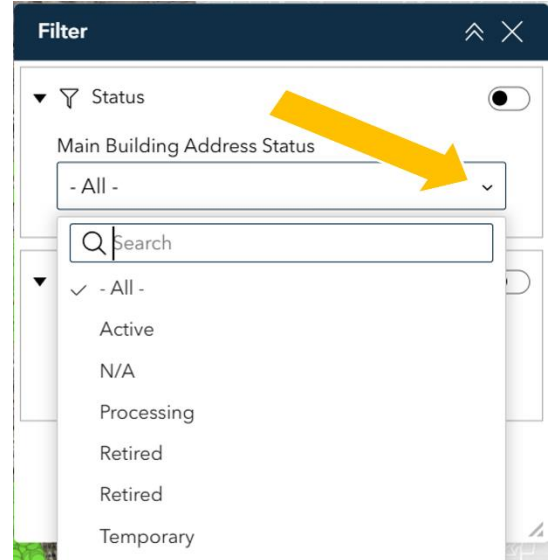 Filter
Status
Main Building Address Status
- All -
Search
- All -
Active
N/A
Processing
Retired
Retired
Temporary